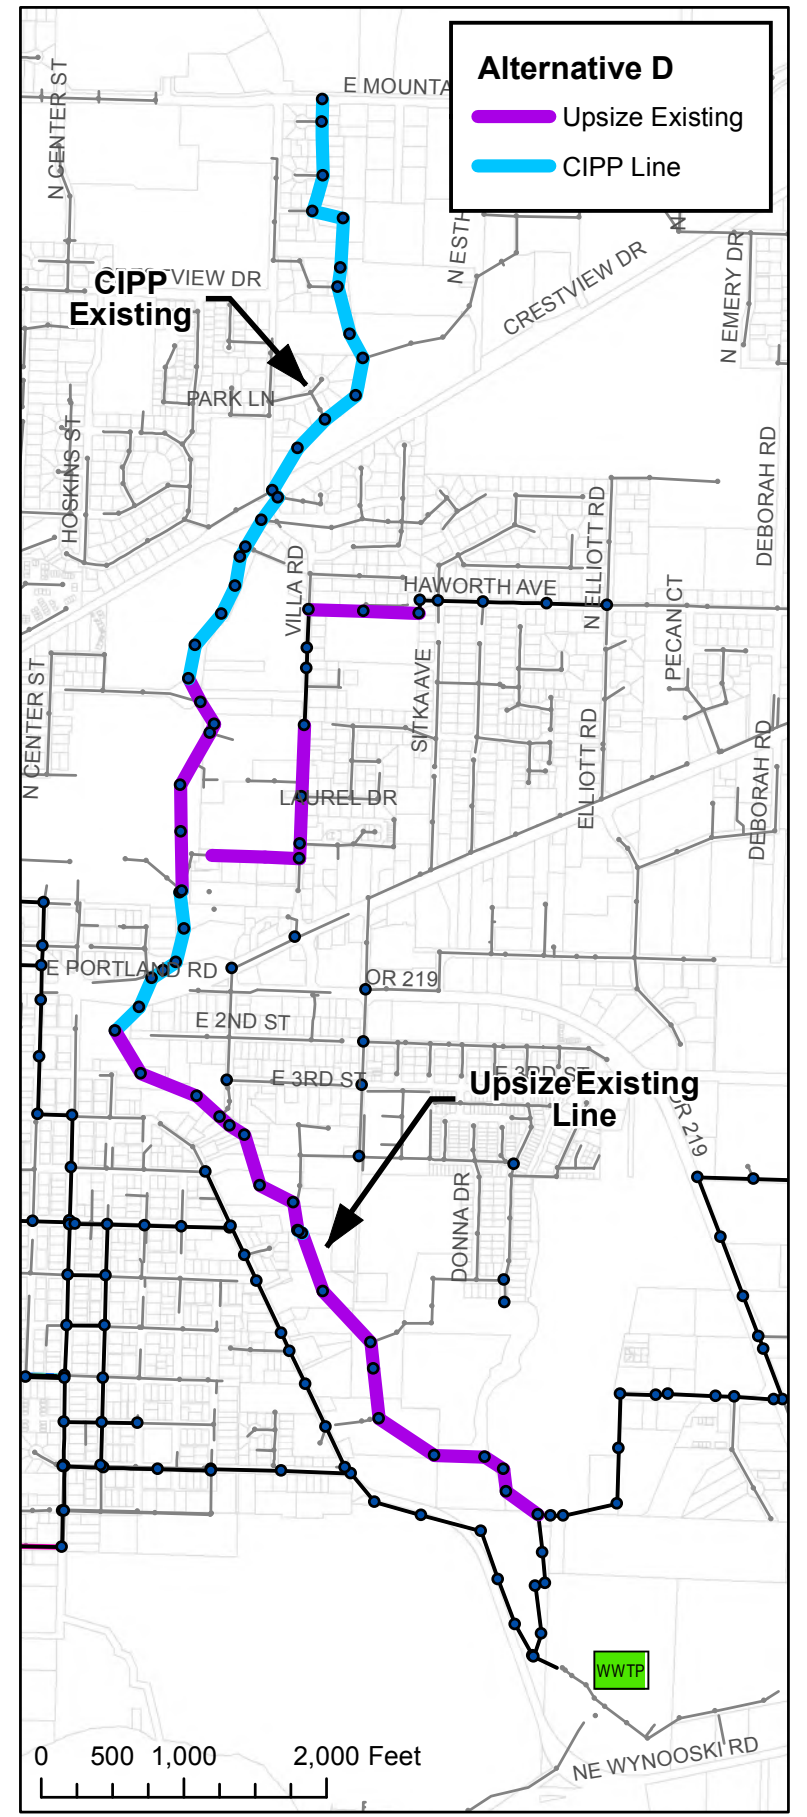 Alternative D
Upsize Existing
CIPP Line
E MOUNTA
N CENTER ST
N ESTH
N
N EMERY DR
CRESTVIEW DR
CIPP
Existing
CRESTVIEW DR
PARK LN
HOSKINS ST
DEBORAH RD
N ELLIOTT RD
HAWORTH AVE
VILLA RD
PECAN CT
SITKA AVE
N CENTER ST
ELLIOTT RD
DEBORAH RD
LAUREL DR
E PORTLAND RD
OR 219
E 2ND ST
E 3RD ST
E 3RD ST
Upsize Existing
Line
OR 219
DONNA DR
WWTP
NE WYNOOSKI RD
0 500 1,000 2,000 Feet